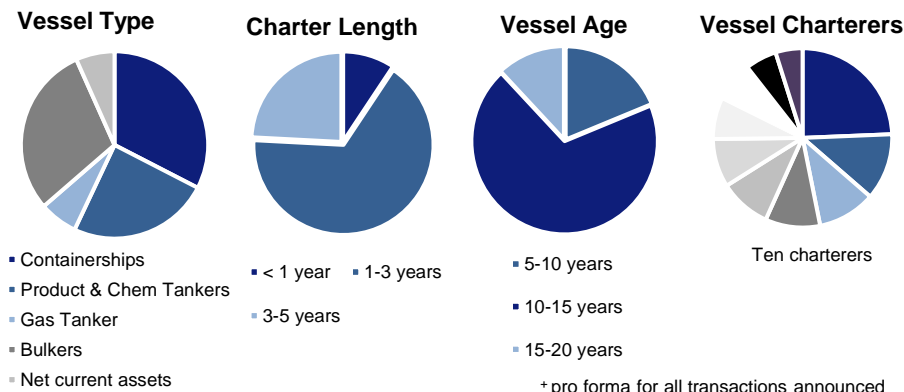 Vessel Type
Charter Length
Vessel Age
Vessel Charterers
Containerships
Product & Chem Tankers
Gas Tanker
Bulkers
Net current assets
< 1 year 1-3 years
3-5 years
5-10 years
10-15 years
15-20 years
Ten charterers
+ pro forma for all transactions announced